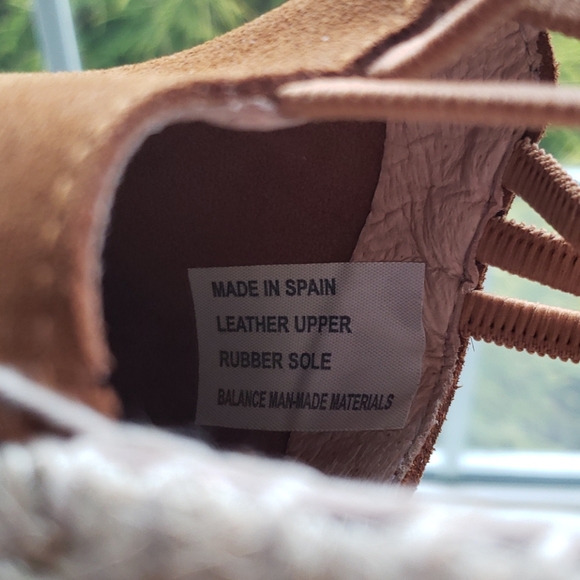 MADE IN SPAIN
LEATHER UPPER
RUBBER SOLE
BALANCE MAN-MADE MATERIALS